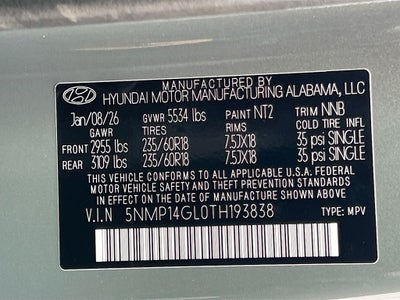 MANUFACTURED BY
HYUNDAI MOTOR MANUFACTURING ALABAMA, LLC
Jan/08/26 GVWR 5534 lbs PAINT NT2 TRIM NNB
GAWR TIRES RIMS COLD TIRE INFL
FRONT 2955 lbs 235/60R18 7.5JX18 35 psi SINGLE
REAR 3109 lbs 235/60R18 7.5JX18 35 psi SINGLE
THIS VEHICLE CONFORMS TO ALL APPLICABLE U.S.A. FEDERAL
MOTOR VEHICLE SAFETY, BUMPER, AND THEFT PREVENTION
STANDARDS IN EFFECT ON THE DATE OF MANUFACTURE SHOWN ABOVE.
V.I.N 5NMP14GL0TH193838 TYPE: MPV